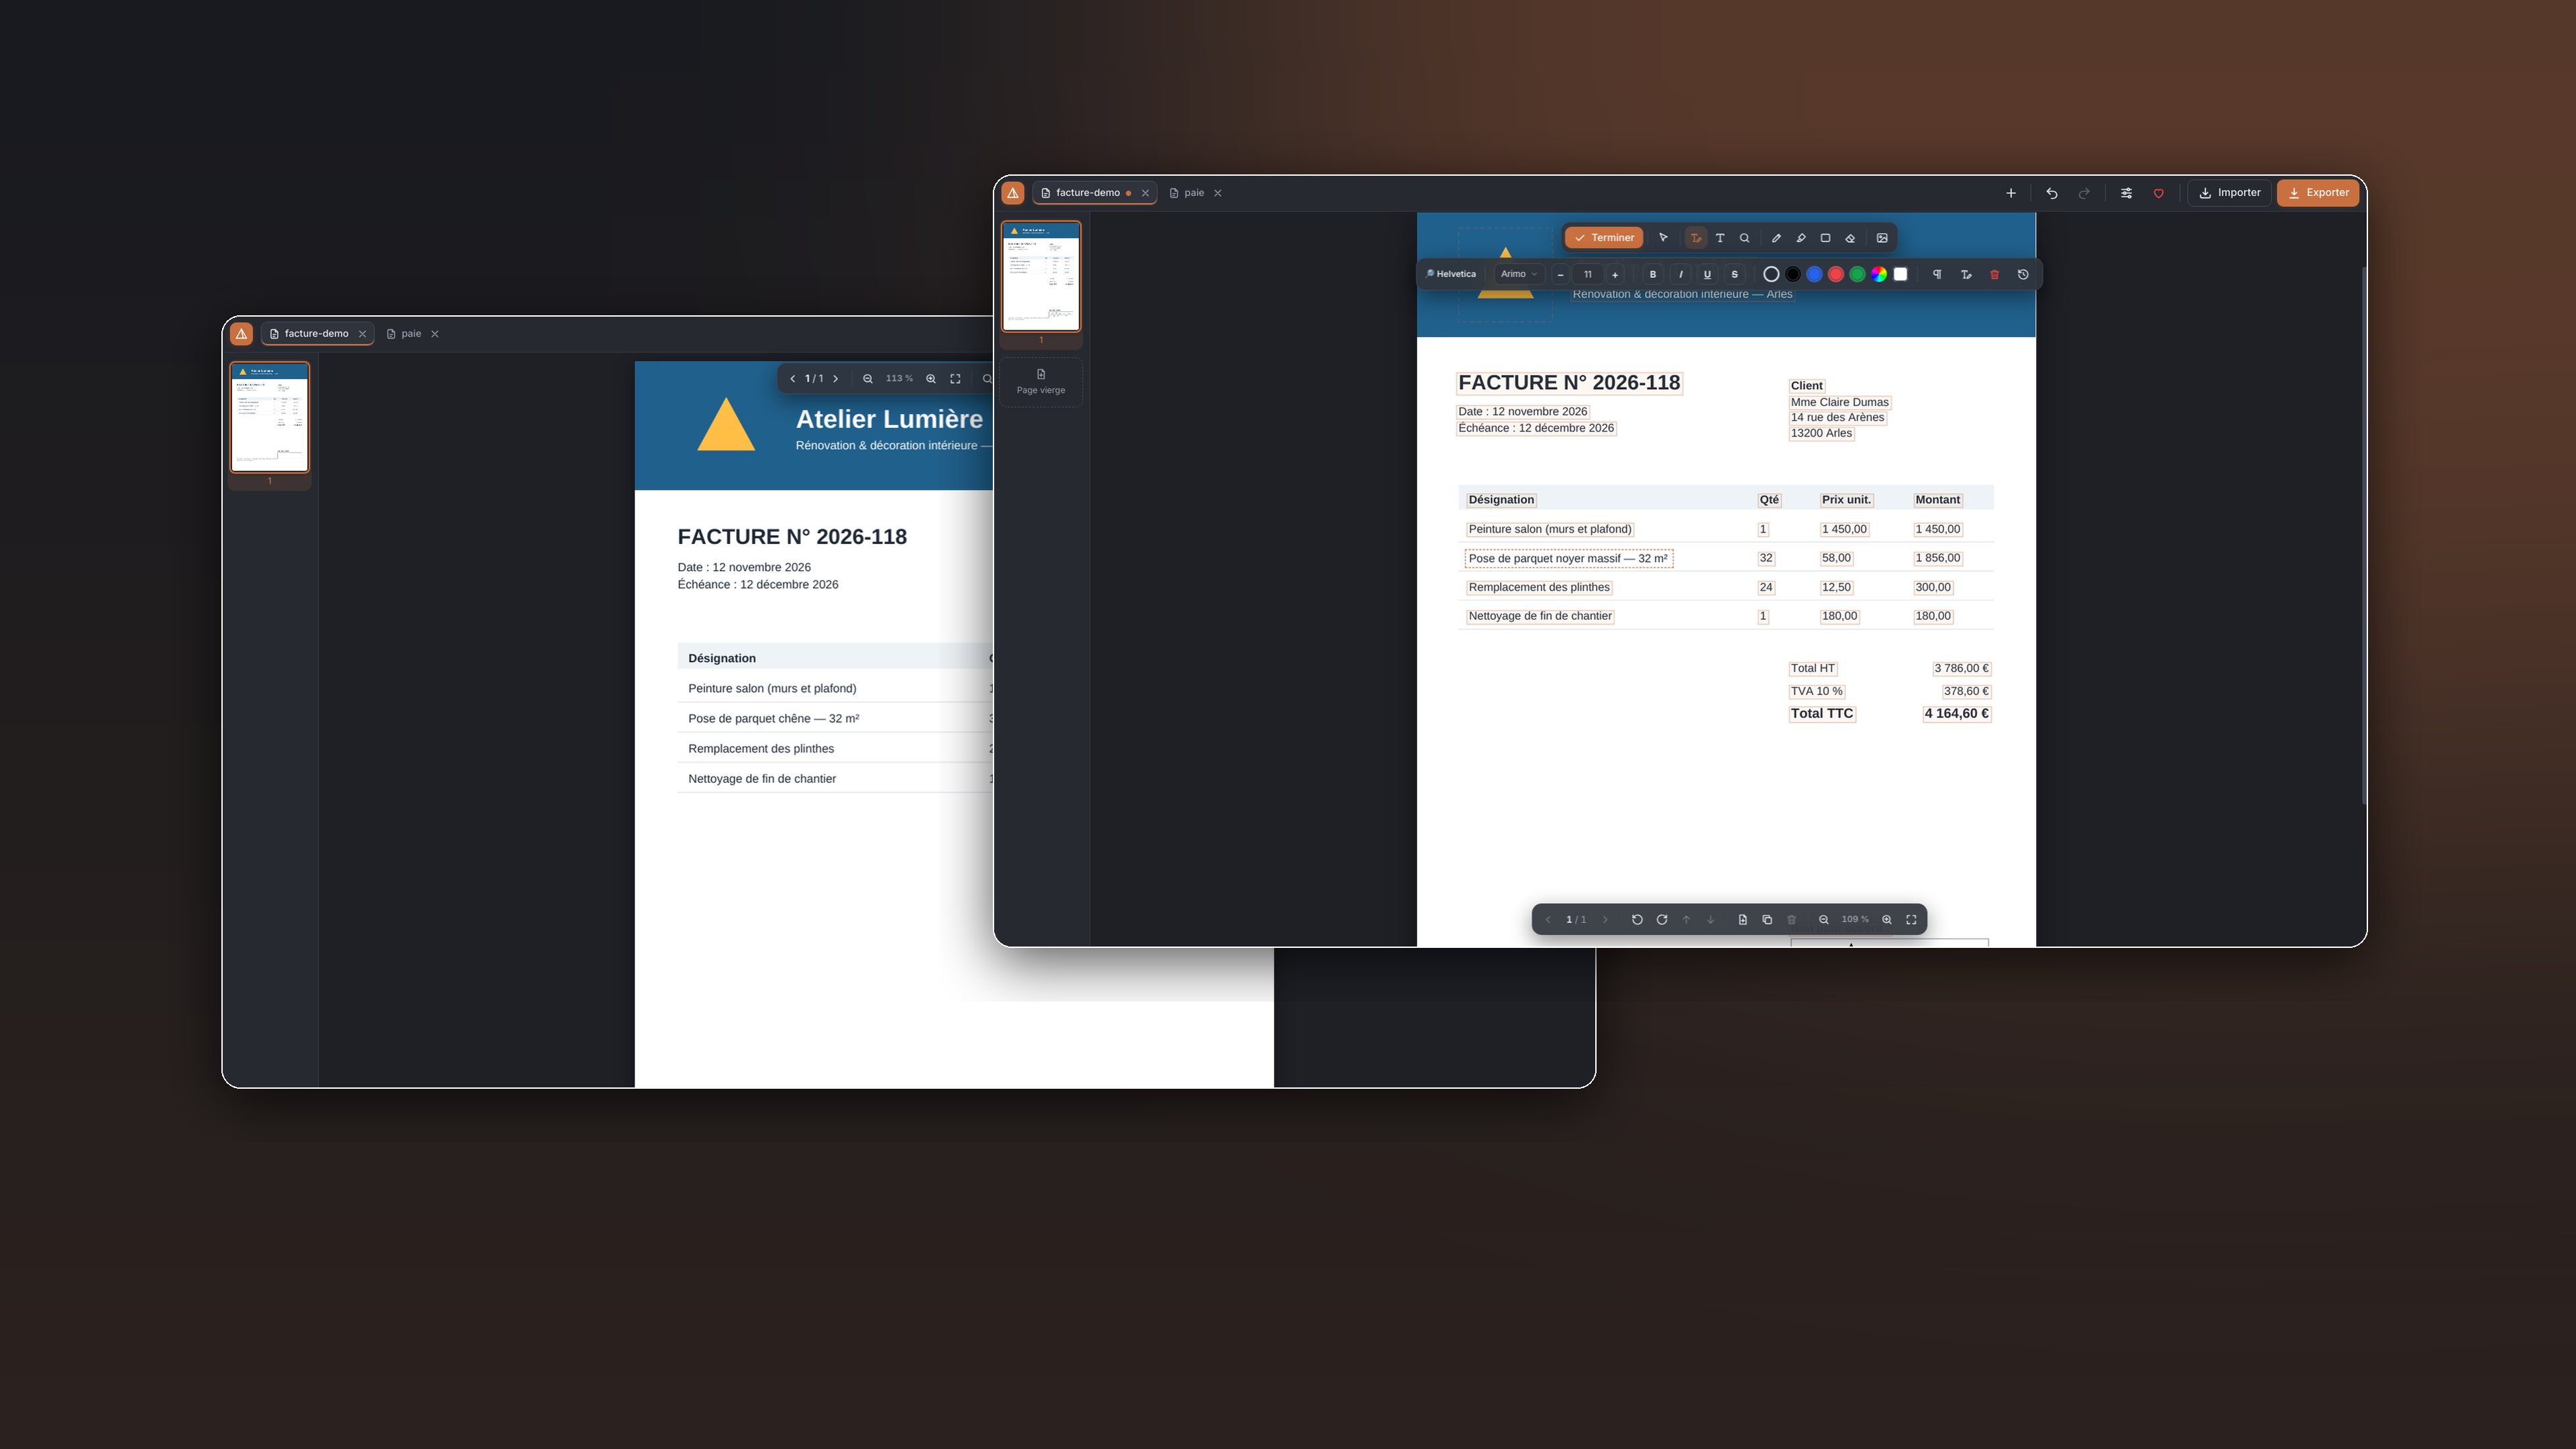 facture-demo
paie
1
1 / 1
113 %
Atelier Lumière
Rénovation & décoration intérieure —
FACTURE N° 2026-118
Date : 12 novembre 2026
Échéance : 12 décembre 2026
Désignation
Peinture salon (murs et plafond)
Pose de parquet chêne — 32 m²
Remplacement des plinthes
Nettoyage de fin de chantier
facture-demo
paie
Importer
Exporter
1
Page vierge
Terminer
Helvetica
Arimo
11
B I U S
Rénovation & décoration intérieure — Arles
FACTURE N° 2026-118
Date : 12 novembre 2026
Échéance : 12 décembre 2026
Client
Mme Claire Dumas
14 rue des Arènes
13200 Arles
Désignation Qté Prix unit. Montant
Peinture salon (murs et plafond) 1 1 450,00 1 450,00
Pose de parquet noyer massif — 32 m² 32 58,00 1 856,00
Remplacement des plinthes 24 12,50 300,00
Nettoyage de fin de chantier 1 180,00 180,00
Total HT 3 786,00 €
TVA 10 % 378,60 €
Total TTC 4 164,60 €
1 / 1
109 %